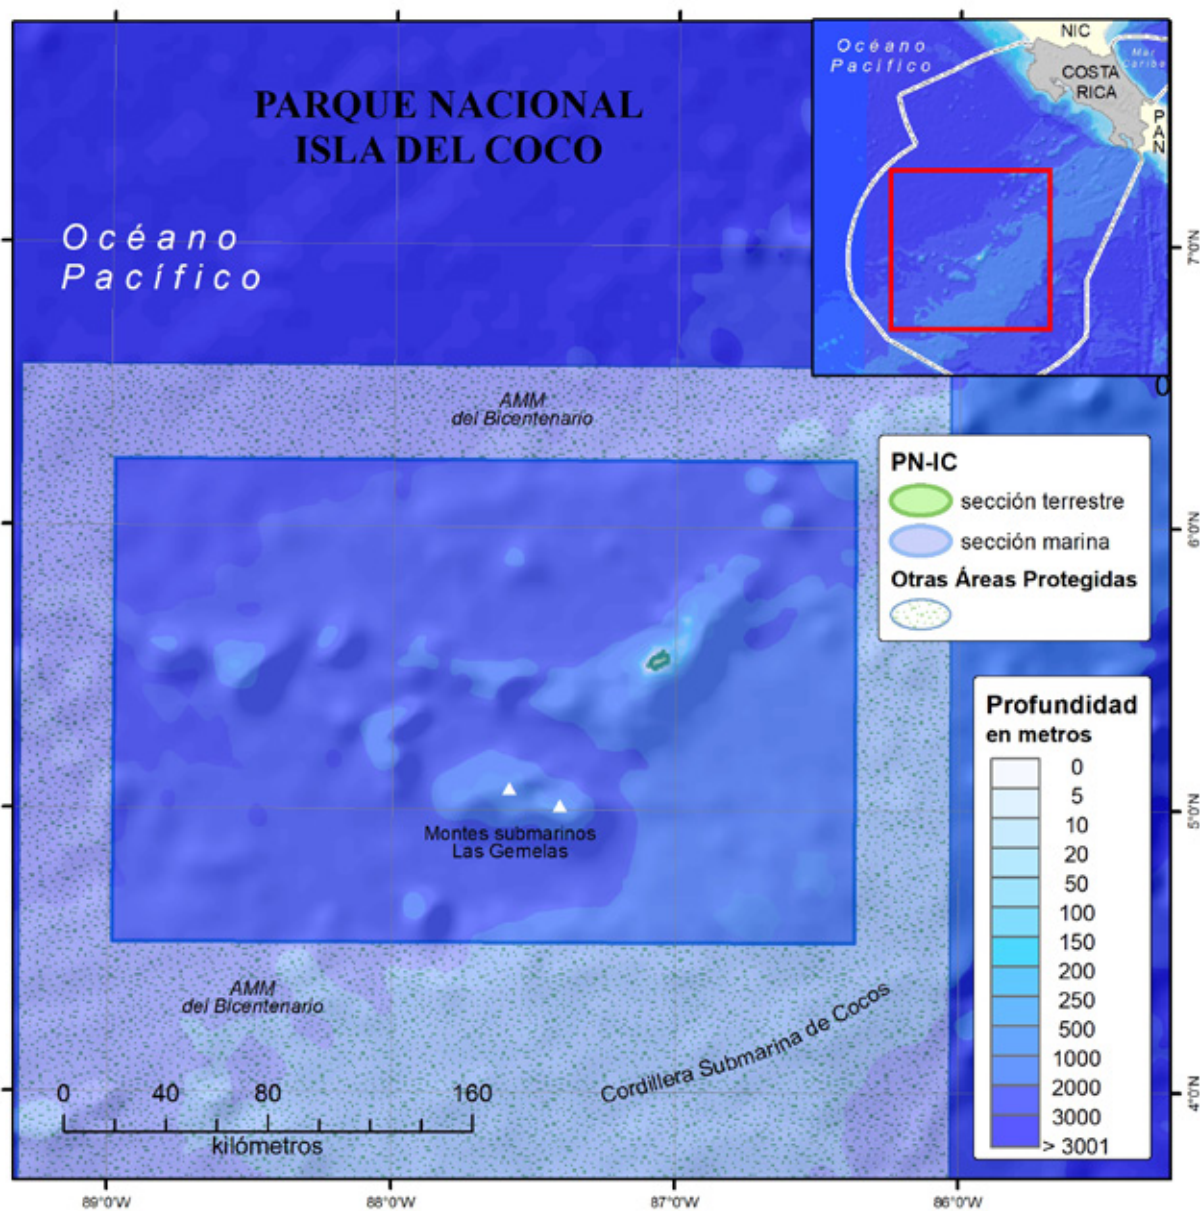 PARQUE NACIONAL
ISLA DEL COCO
Océano
Pacífico
Océano
Pacífico
NIC
Mar
Caribe
COSTA
RICA
PAN
AMM
del Bicentenario
PN-IC
sección terrestre
sección marina
Otras Áreas Protegidas
Montes submarinos
Las Gemelas
Profundidad
en metros
0
5
10
20
50
100
150
200
250
500
1000
2000
3000
> 3001
AMM
del Bicentenario
Cordillera Submarina de Cocos
0 40 80 160
kilómetros
7°0'N
6°0'N
5°0'N
4°0'N
89°0'W 88°0'W 87°0'W 86°0'W